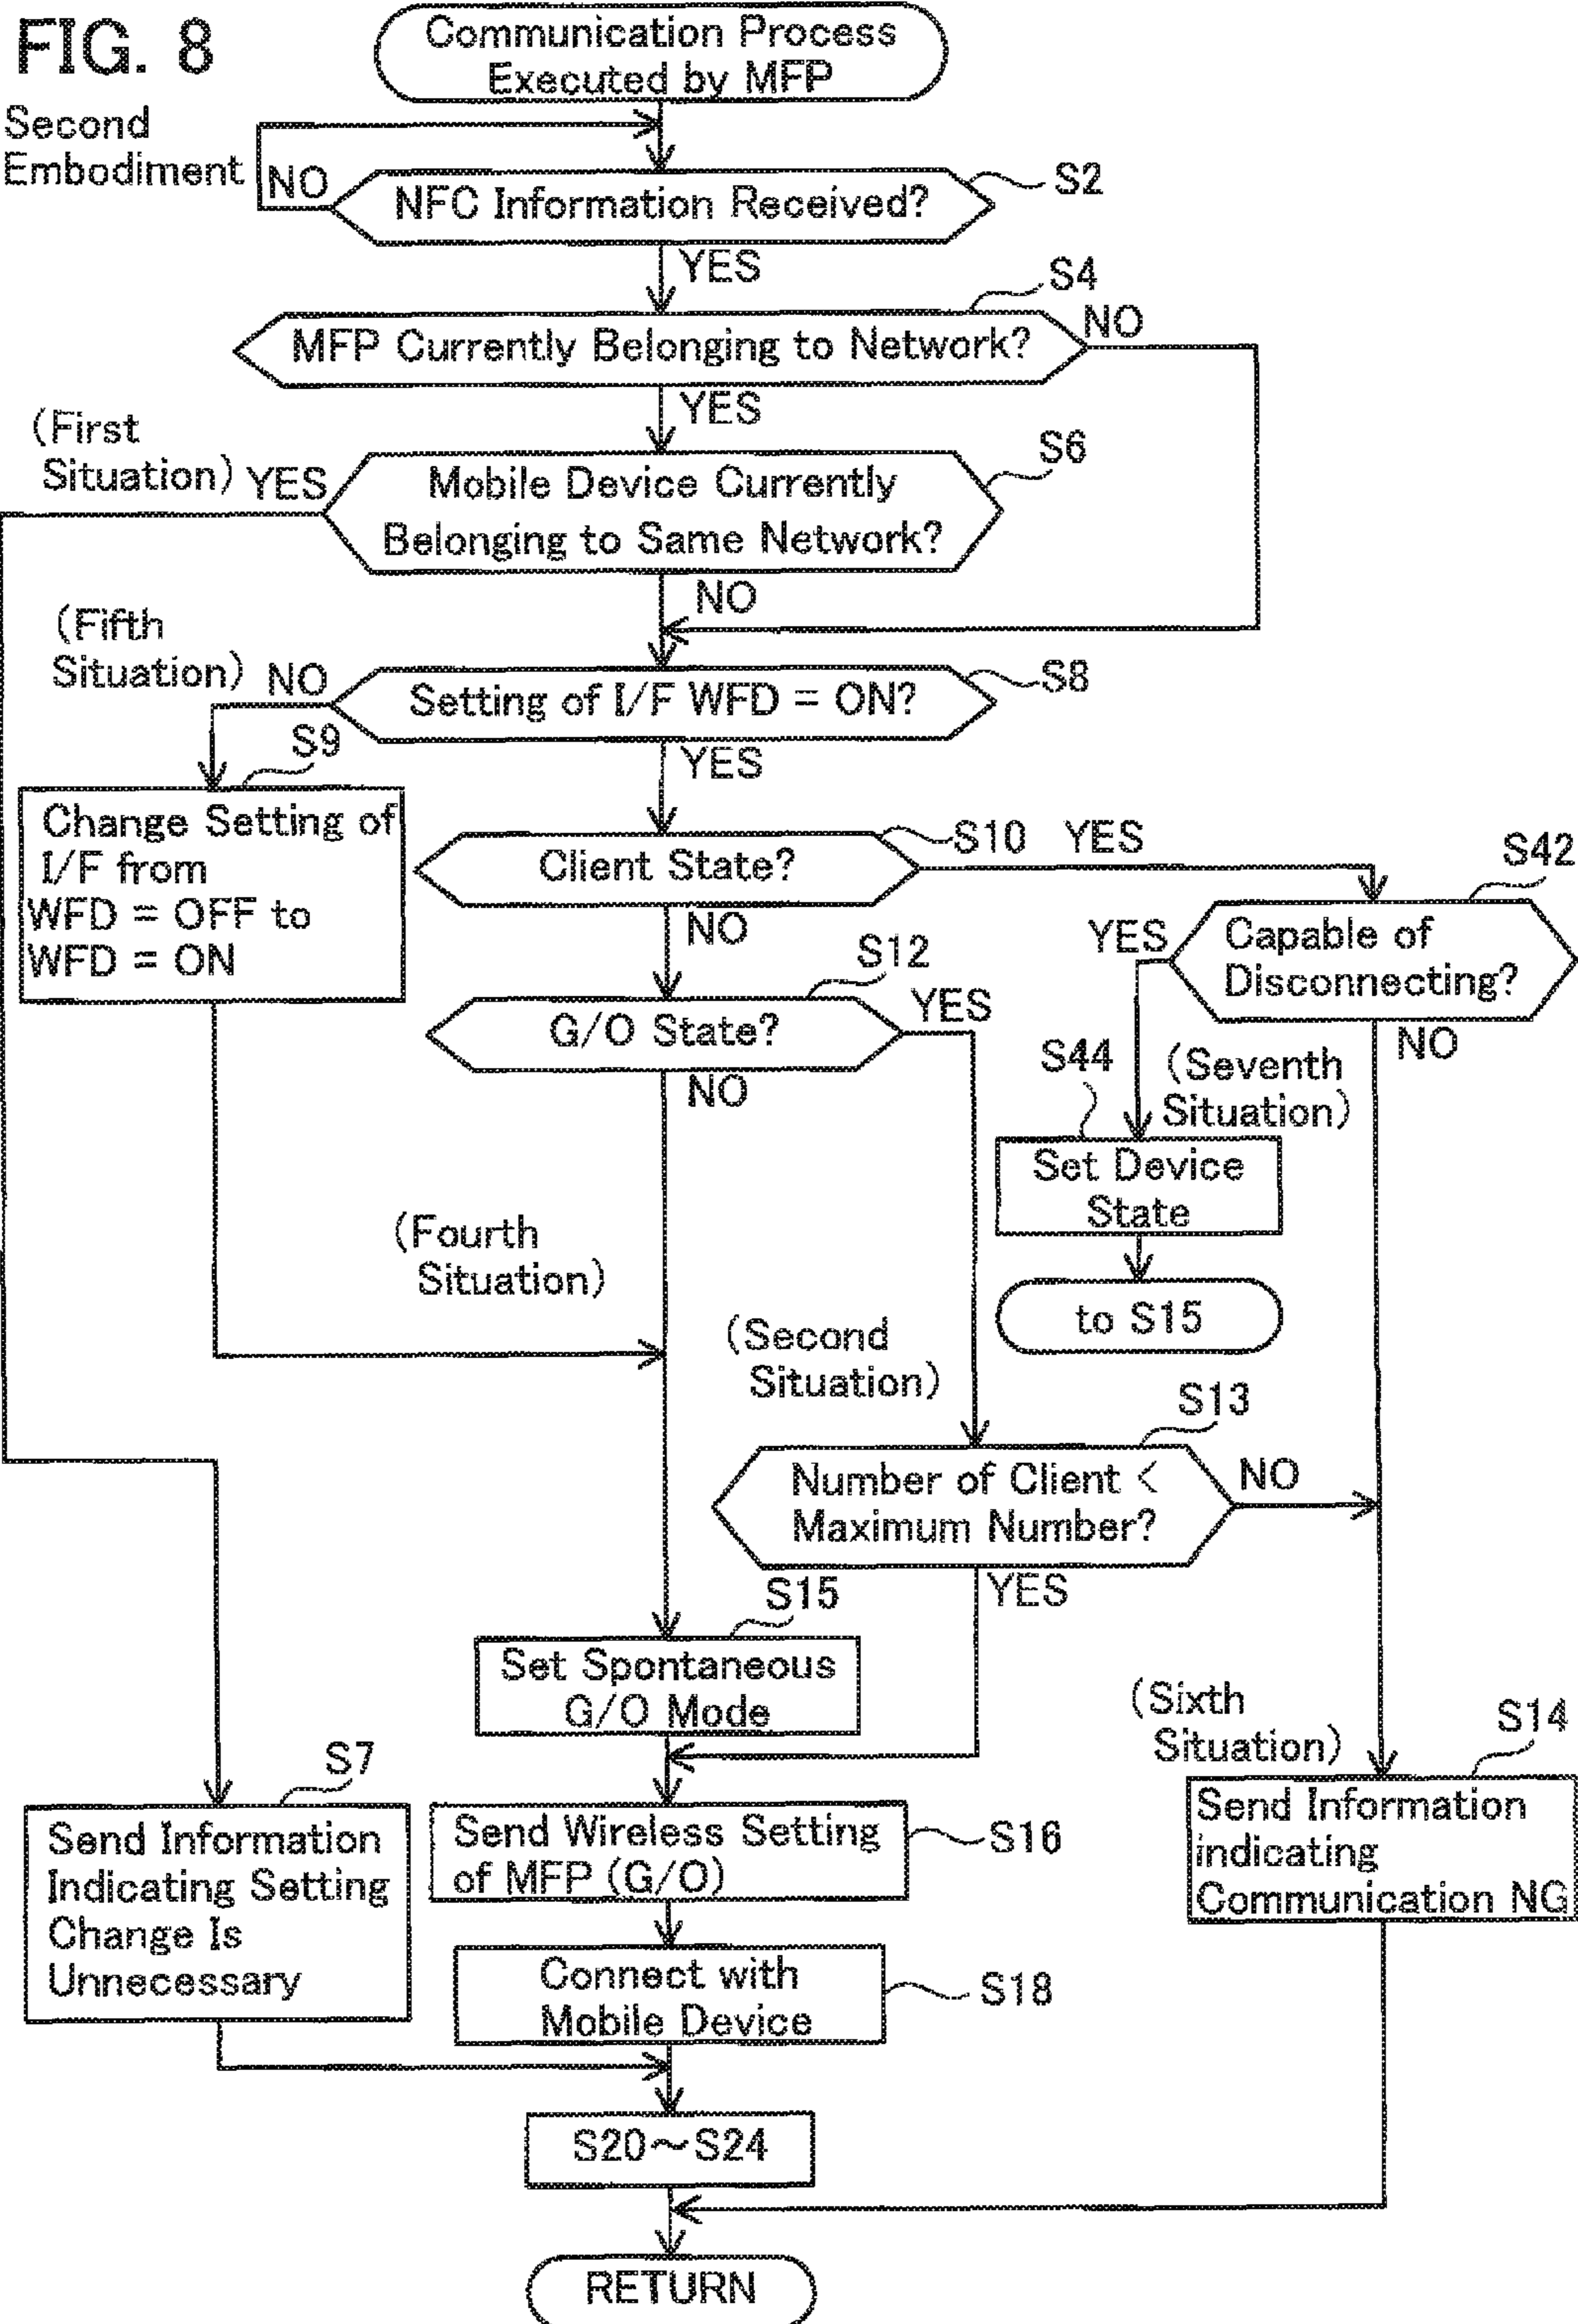 FIG. 8
Second
Embodiment
Communication Process
Executed by MFP
NO
NFC Information Received?
S2
YES
S4
MFP Currently Belonging to Network?
NO
YES
(First
Situation)
YES
S6
Mobile Device Currently
Belonging to Same Network?
NO
(Fifth
Situation)
NO
Setting of I/F WFD = ON?
S8
S9
YES
Change Setting of
I/F from
WFD = OFF to
WFD = ON
Client State?
S10
YES
S42
NO
YES
Capable of
Disconnecting?
S12
G/O State?
YES
NO
NO
S44
(Seventh
Situation)
Set Device
State
(Fourth
Situation)
to S15
(Second
Situation)
S13
Number of Client <
Maximum Number?
NO
YES
S15
Set Spontaneous
G/O Mode
(Sixth
Situation)
S14
S7
Send Information
Indicating Setting
Change Is
Unnecessary
Send Wireless Setting
of MFP (G/O)
S16
Send Information
indicating
Communication NG
Connect with
Mobile Device
S18
S20~S24
RETURN